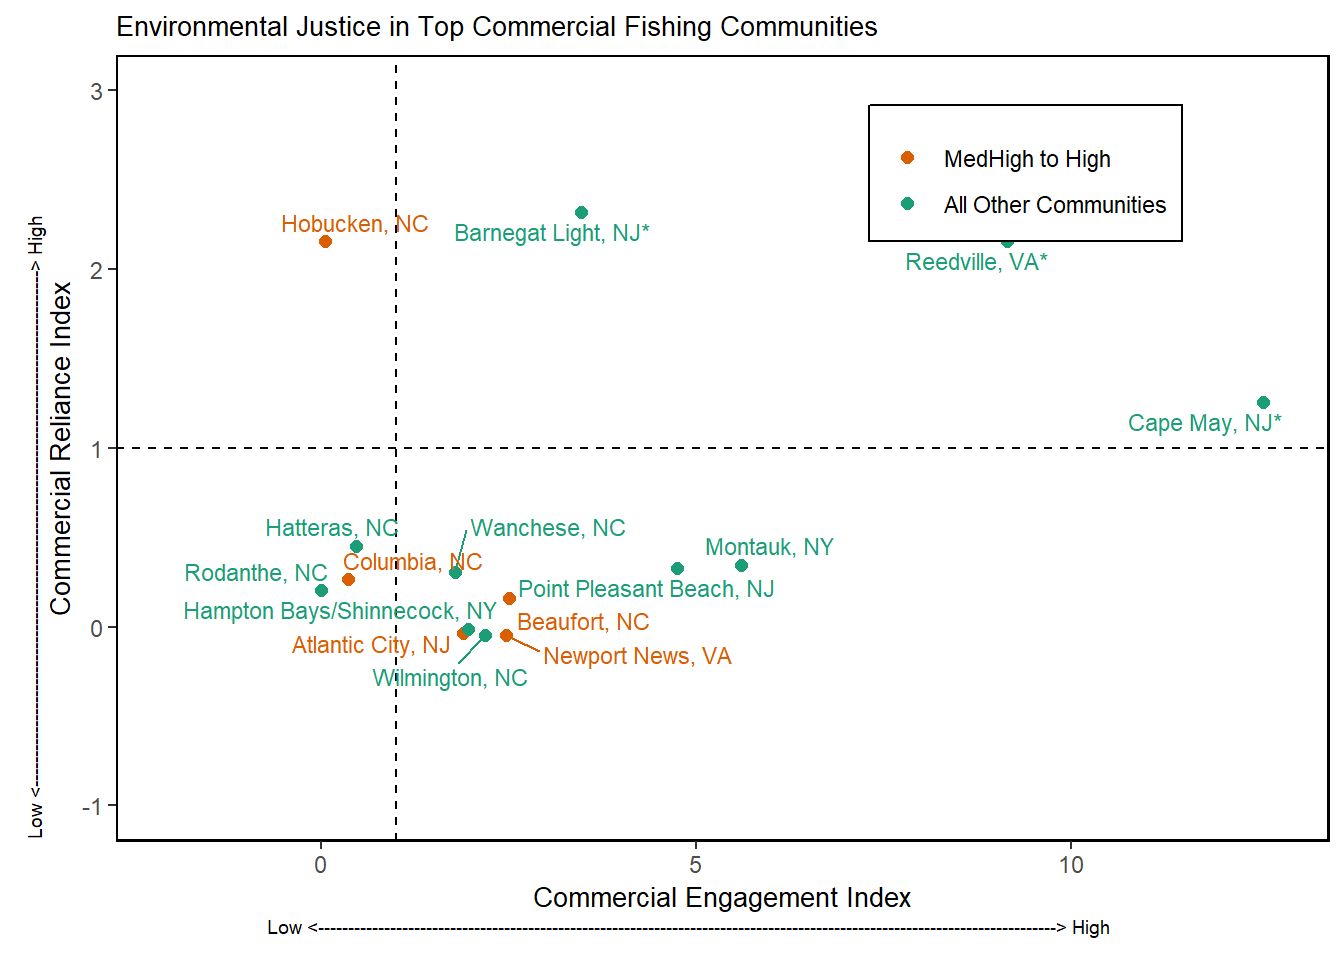 Environmental Justice in Top Commercial Fishing Communities
3
2
1
0
-1
Low <--------------------------------------------------------------------------------------------------------------------------> High
Commercial Reliance Index
MedHigh to High
All Other Communities
Hobucken, NC
Barnegat Light, NJ*
Reedville, VA*
Cape May, NJ*
Hatteras, NC
Wanchese, NC
Montauk, NY
Columbia, NC
Rodanthe, NC
Point Pleasant Beach, NJ
Hampton Bays/Shinnecock, NY
Beaufort, NC
Atlantic City, NJ
Newport News, VA
Wilmington, NC
0
5
10
Commercial Engagement Index
Low <--------------------------------------------------------------------------------------------------------------------------> High